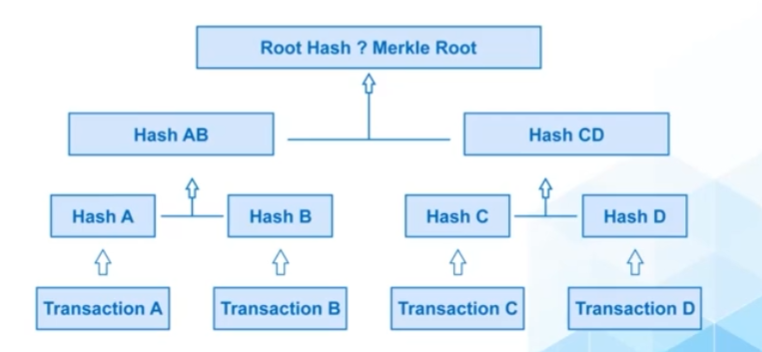 Root Hash ? Merkle Root
Hash AB
Hash CD
Hash A
Hash B
Hash C
Hash D
Transaction A
Transaction B
Transaction C
Transaction D